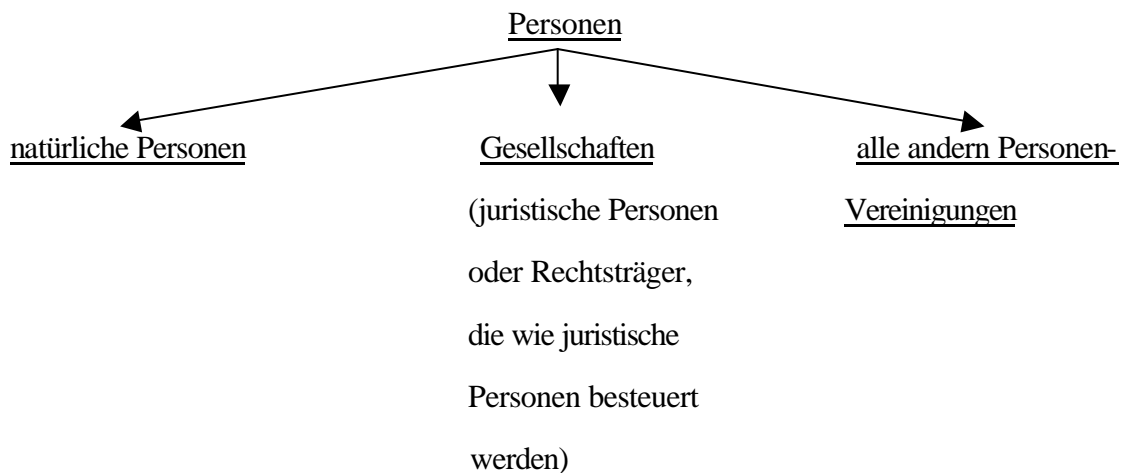 Personen
natürliche Personen
Gesellschaften
(juristische Personen
oder Rechtsträger,
die wie juristische
Personen besteuert
werden)
alle andern Personen-
Vereinigungen